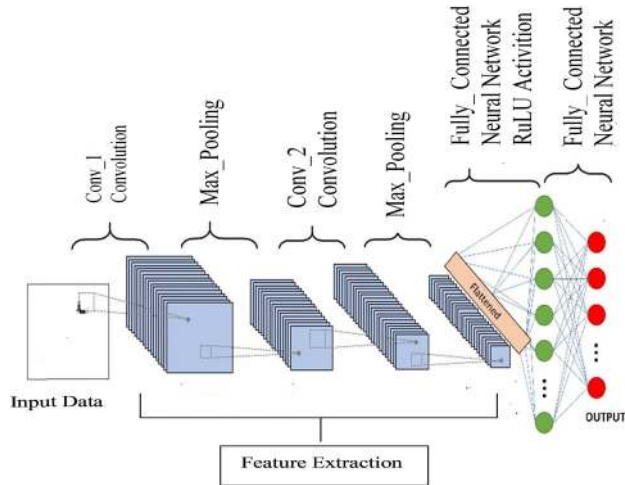 Conv_1
Convolution
Max_Pooling
Conv_2
Convolution
Max_Pooling
Fully_Connected
Neural Network
RuLU Activition
Fully_Connected
Neural Network
Flattened
Input Data
OUTPUT
Feature Extraction